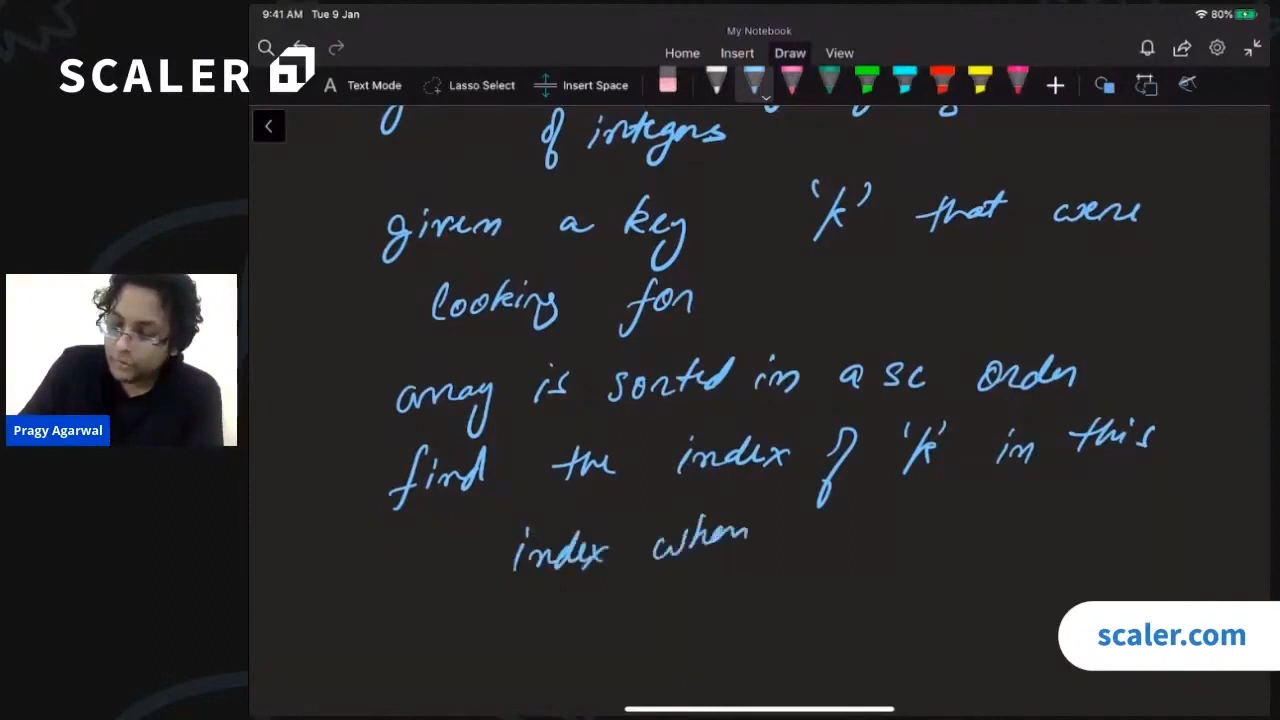 9:41 AM Tue 9 Jan
80%
My Notebook
Home Insert Draw View
SCALER
Text Mode Lasso Select Insert Space
of integers
given a key 'k' that were
looking for
array is sorted in asc order
find the index of 'k' in this
index when
Pragy Agarwal
scaler.com